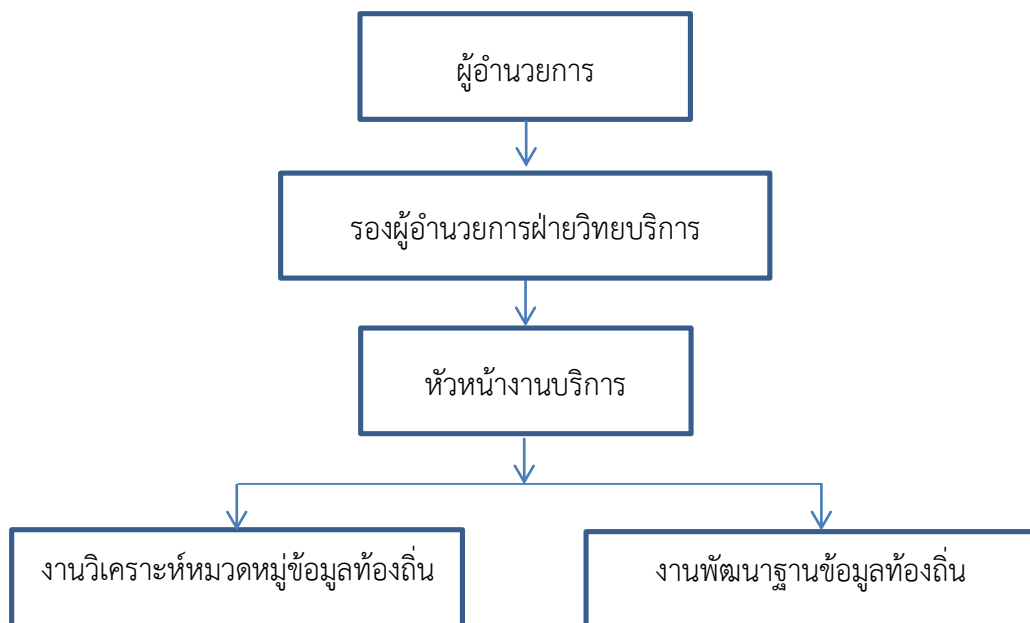 ผู้อำนวยการ
รองผู้อำนวยการฝ่ายวิทยบริการ
หัวหน้างานบริการ
งานวิเคราะห์หมวดหมู่ข้อมูลท้องถิ่น
งานพัฒนาฐานข้อมูลท้องถิ่น